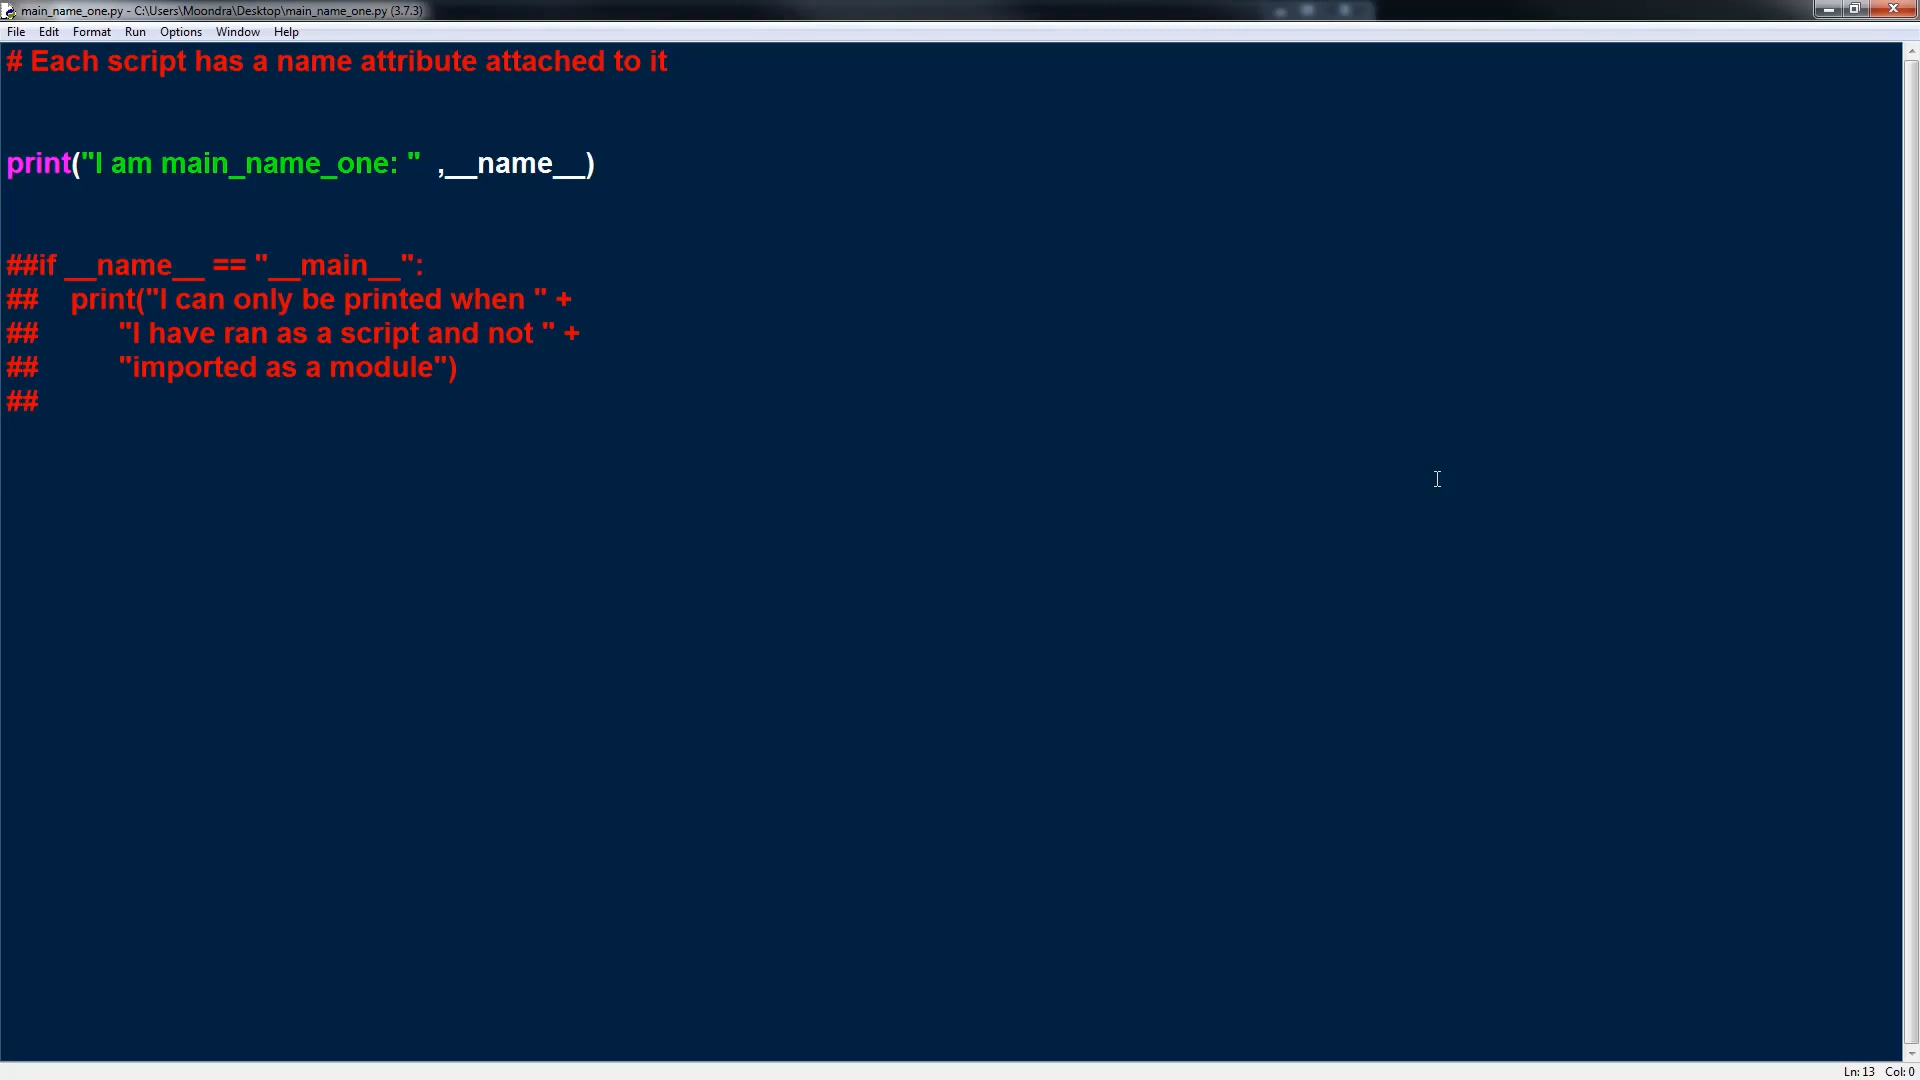 main_name_one.py - C:\Users\Moondra\Desktop\main_name_one.py (3.7.3)
File Edit Format Run Options Window Help
# Each script has a name attribute attached to it
print("I am main_name_one: "  ,__name__)
##if __name__ == "__main__":
##    print("I can only be printed when " +
##          "I have ran as a script and not " +
##          "imported as a module")
##
Ln: 13 Col: 0